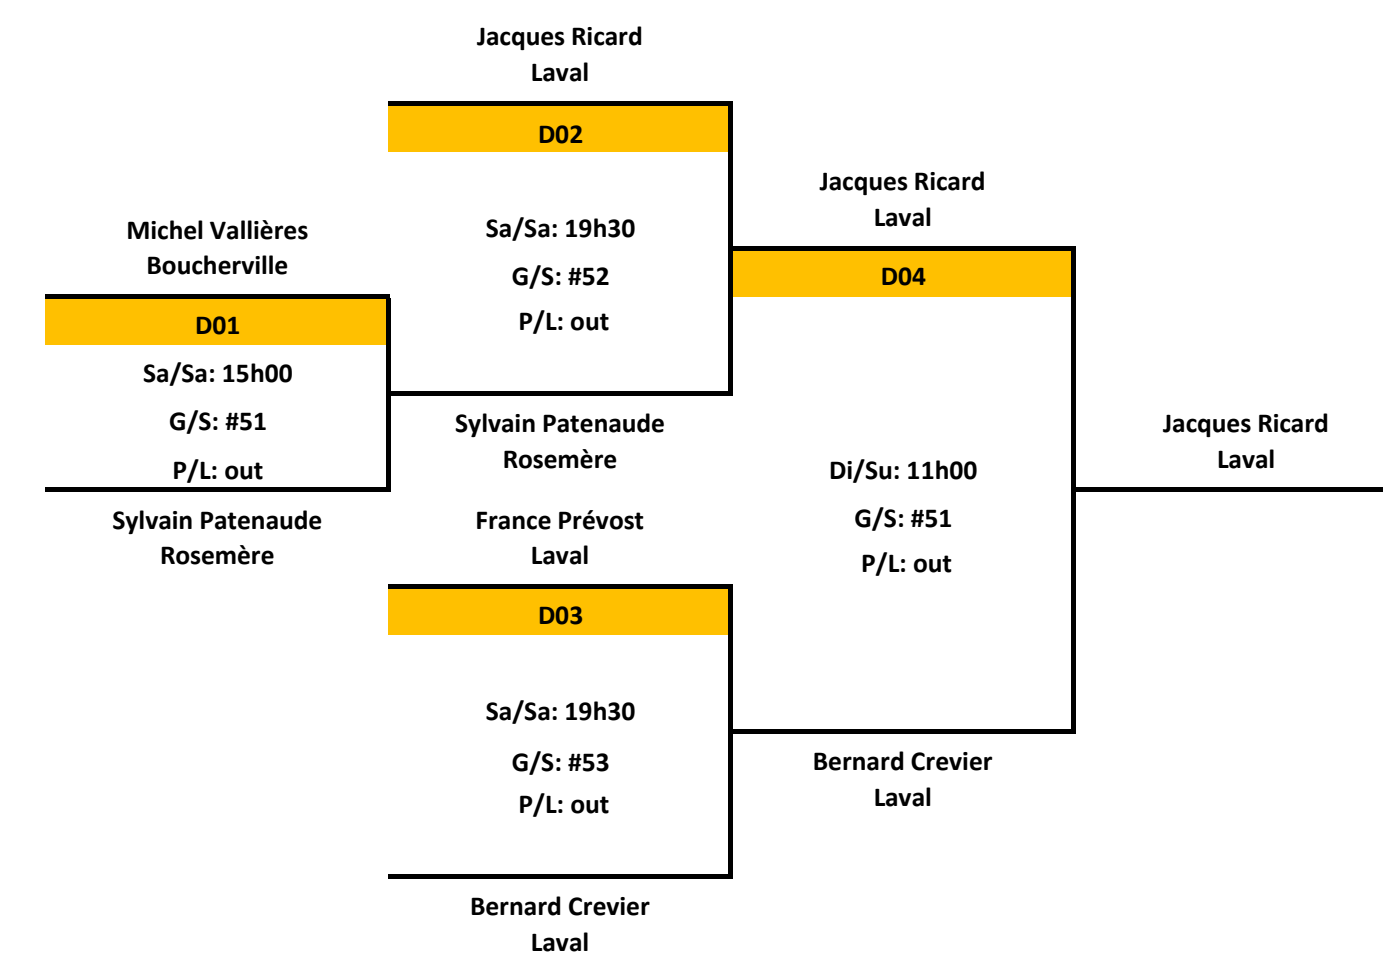 Michel Vallières
Boucherville
D01
Sa/Sa: 15h00
G/S: #51
P/L: out
Sylvain Patenaude
Rosemère
Jacques Ricard
Laval
D02
Sa/Sa: 19h30
G/S: #52
P/L: out
Sylvain Patenaude
Rosemère
France Prévost
Laval
D03
Sa/Sa: 19h30
G/S: #53
P/L: out
Bernard Crevier
Laval
Jacques Ricard
Laval
D04
Di/Su: 11h00
G/S: #51
P/L: out
Bernard Crevier
Laval
Jacques Ricard
Laval